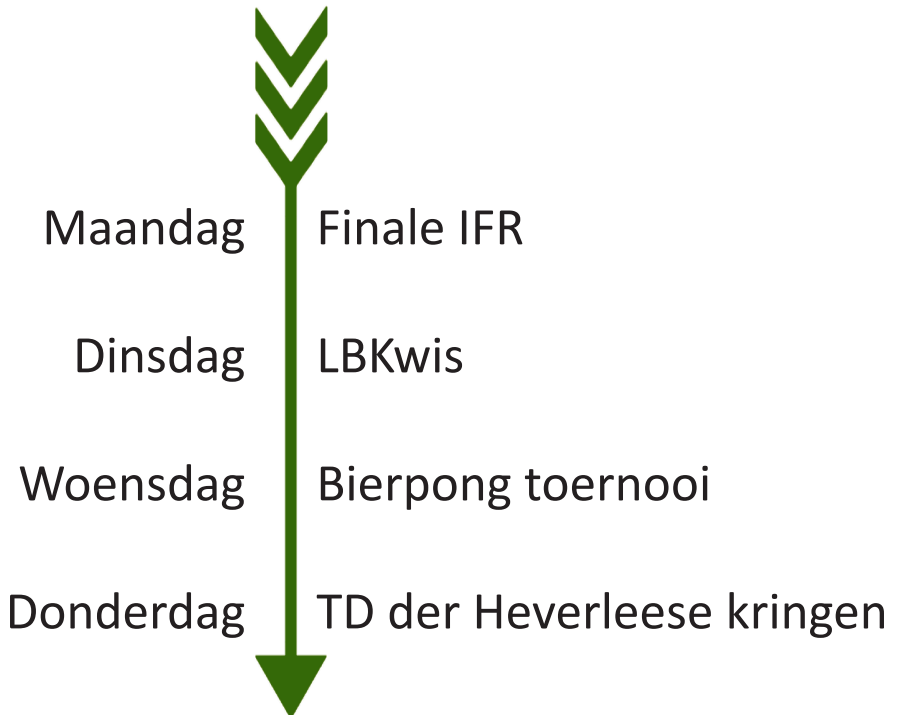 Maandag Finale IFR
Dinsdag LBKwis
Woensdag Bierpong toernooi
Donderdag TD der Heverleese kringen